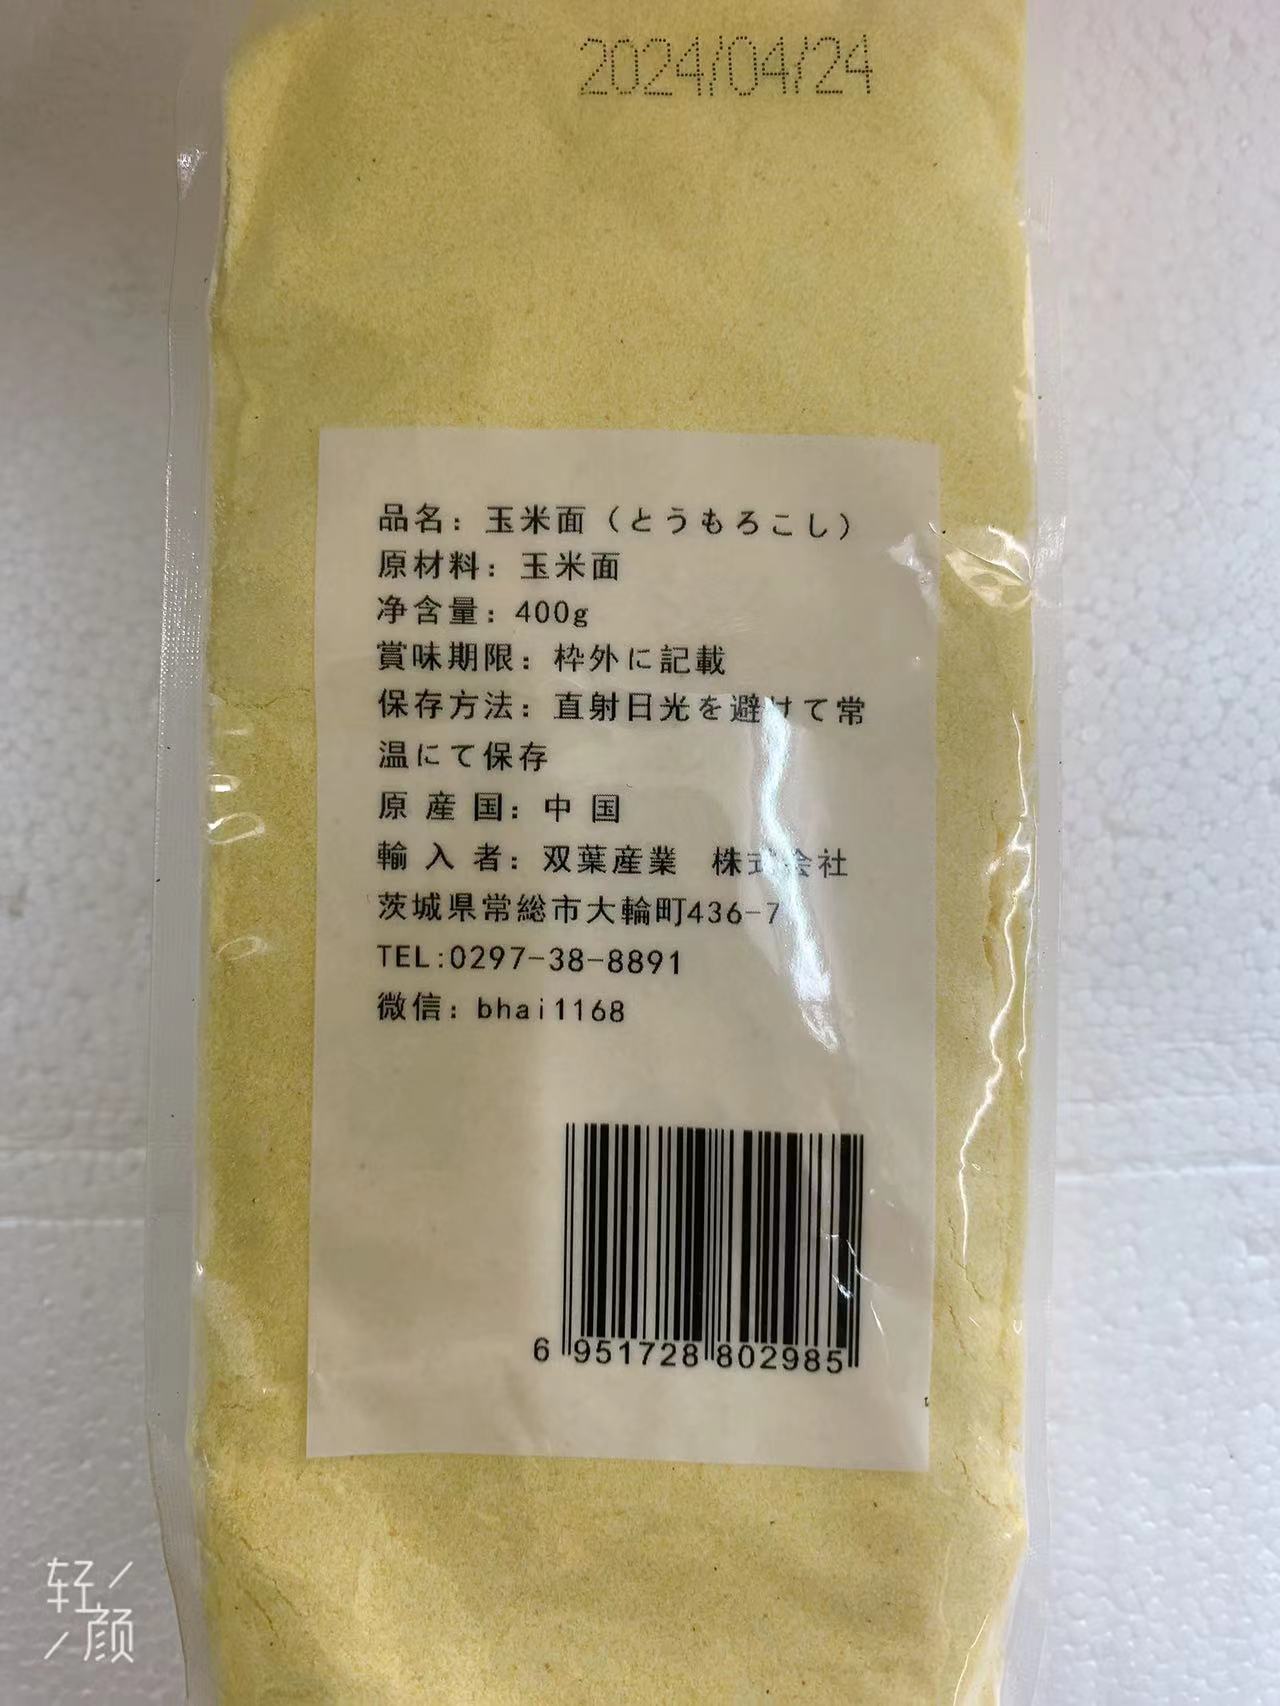 2024/04/24
品名：玉米面（とうもろこし）
原材料：玉米面
净含量：400g
賞味期限：枠外に記載
保存方法：直射日光を避けて常
温にて保存
原産国：中国
輸入者：双葉産業 株式会社
茨城県常総市大輪町436-7
TEL:0297-38-8891
微信：bhai1168
6 951728 802985
轻
颜